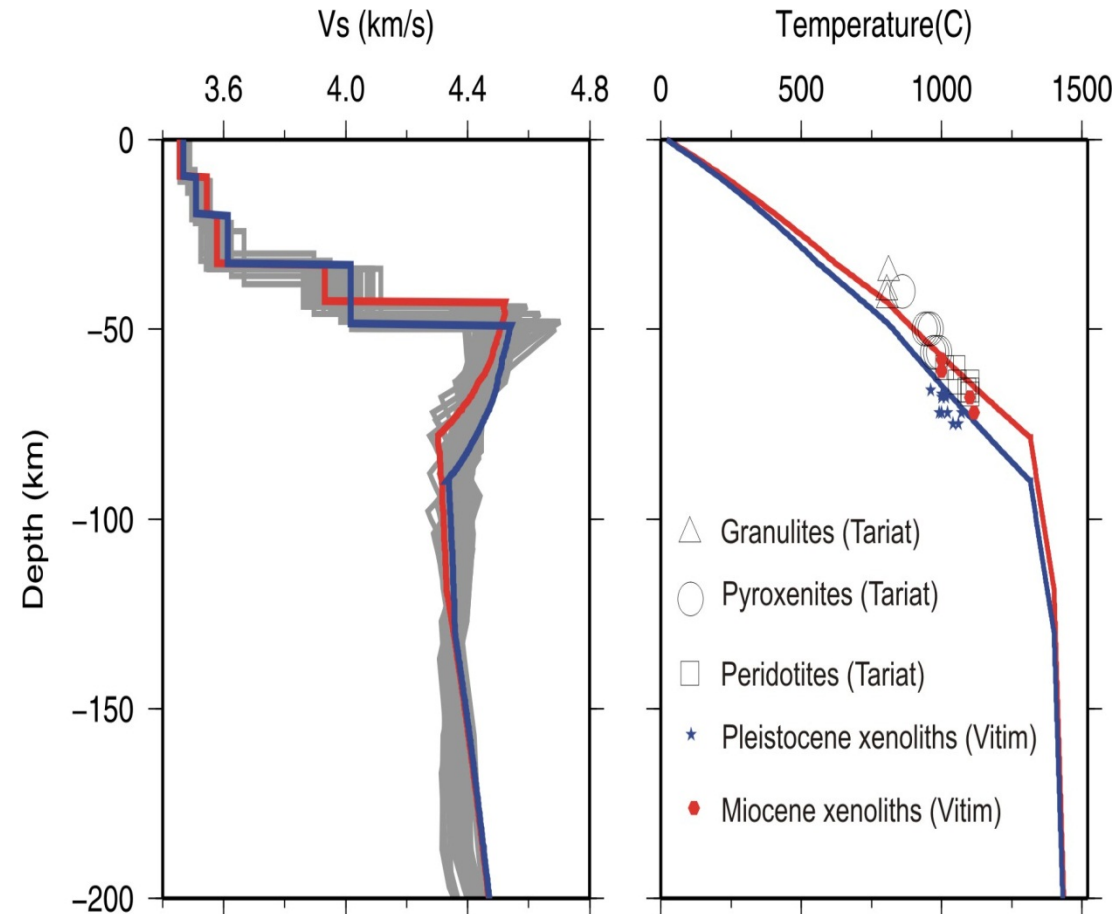 Vs (km/s)
Temperature(C)
3.6 4.0 4.4 4.8
0 500 1000 1500
0
−50
−100
−150
−200
Depth (km)
Granulites (Tariat)
Pyroxenites (Tariat)
Peridotites (Tariat)
Pleistocene xenoliths (Vitim)
Miocene xenoliths (Vitim)